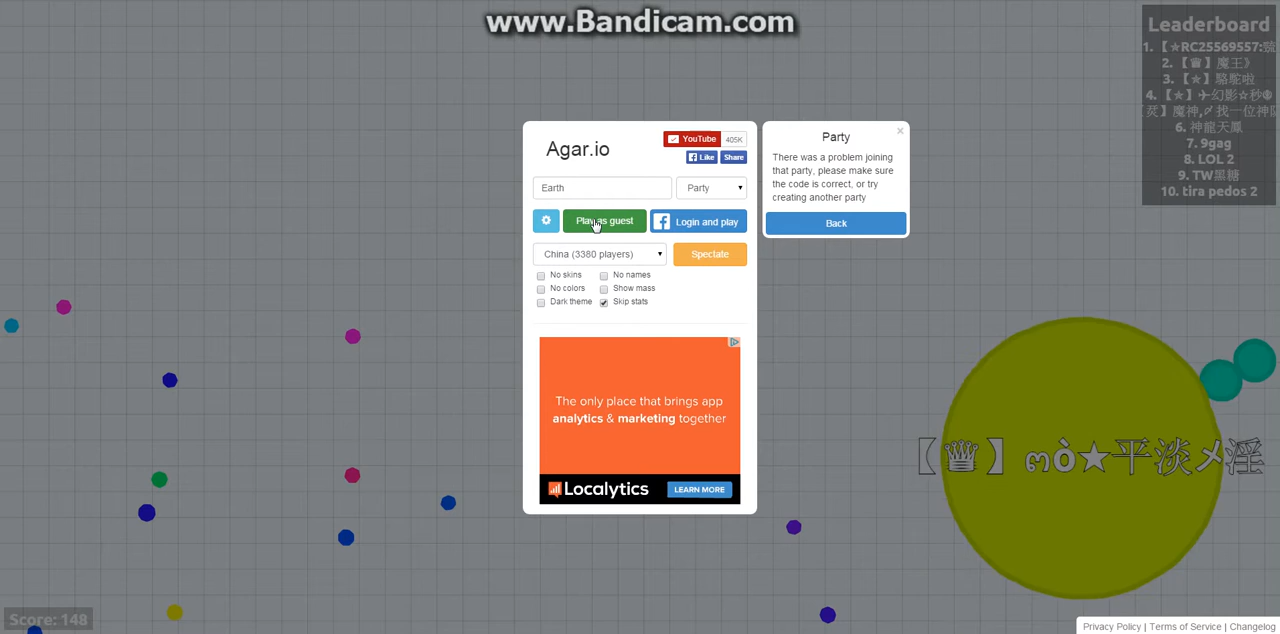 www.Bandicam.com
Leaderboard
1. 【★RC25569557:
2. 【♕】魔王》
3. 【★】駱駝啦
4. 【★】✈幻影☆秒®
】魔神,♂找一位神
6. 神龍天鳳
7. 9gag
8. LOL 2
9. TW黑糖
10. tira pedos 2
Agar.io
YouTube 405K
Like Share
Earth
Party
Play as guest
Login and play
China (3380 players)
Spectate
No skins
No names
No colors
Show mass
Dark theme
Skip stats
The only place that brings app
analytics & marketing together
Localytics
LEARN MORE
Party
×
There was a problem joining
that party, please make sure
the code is correct, or try
creating another party
Back
【♕】ෆò★平淡メ淫
Score: 148
Privacy Policy | Terms of Service | Changelog